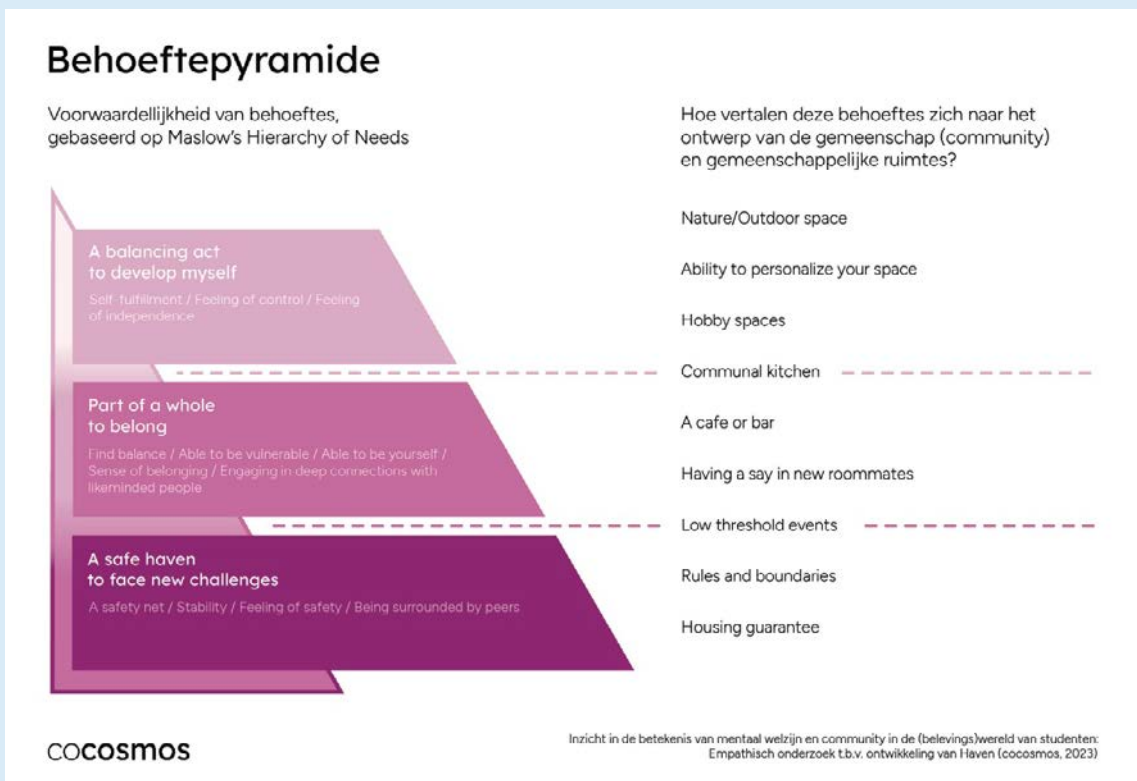 Behoeftepyramide
Voorwaardellijkheid van behoeftes,
gebaseerd op Maslow's Hierarchy of Needs
A balancing act
to develop myself
Self-fulfillment / Feeling of control / Feeling
of independence
Part of a whole
to belong
Find balance / Able to be vulnerable / Able to be yourself /
Sense of belonging / Engaging in deep connections with
likeminded people
A safe haven
to face new challenges
A safety net / Stability / Feeling of safety / Being surrounded by peers
Hoe vertalen deze behoeftes zich naar het
ontwerp van de gemeenschap (community)
en gemeenschappelijke ruimtes?
Nature/Outdoor space
Ability to personalize your space
Hobby spaces
Communal kitchen
A cafe or bar
Having a say in new roommates
Low threshold events
Rules and boundaries
Housing guarantee
cocosmos
Inzicht in de betekenis van mentaal welzijn en community in de (belevings)wereld van studenten:
Empathisch onderzoek t.b.v. ontwikkeling van Haven (cocosmos, 2023)